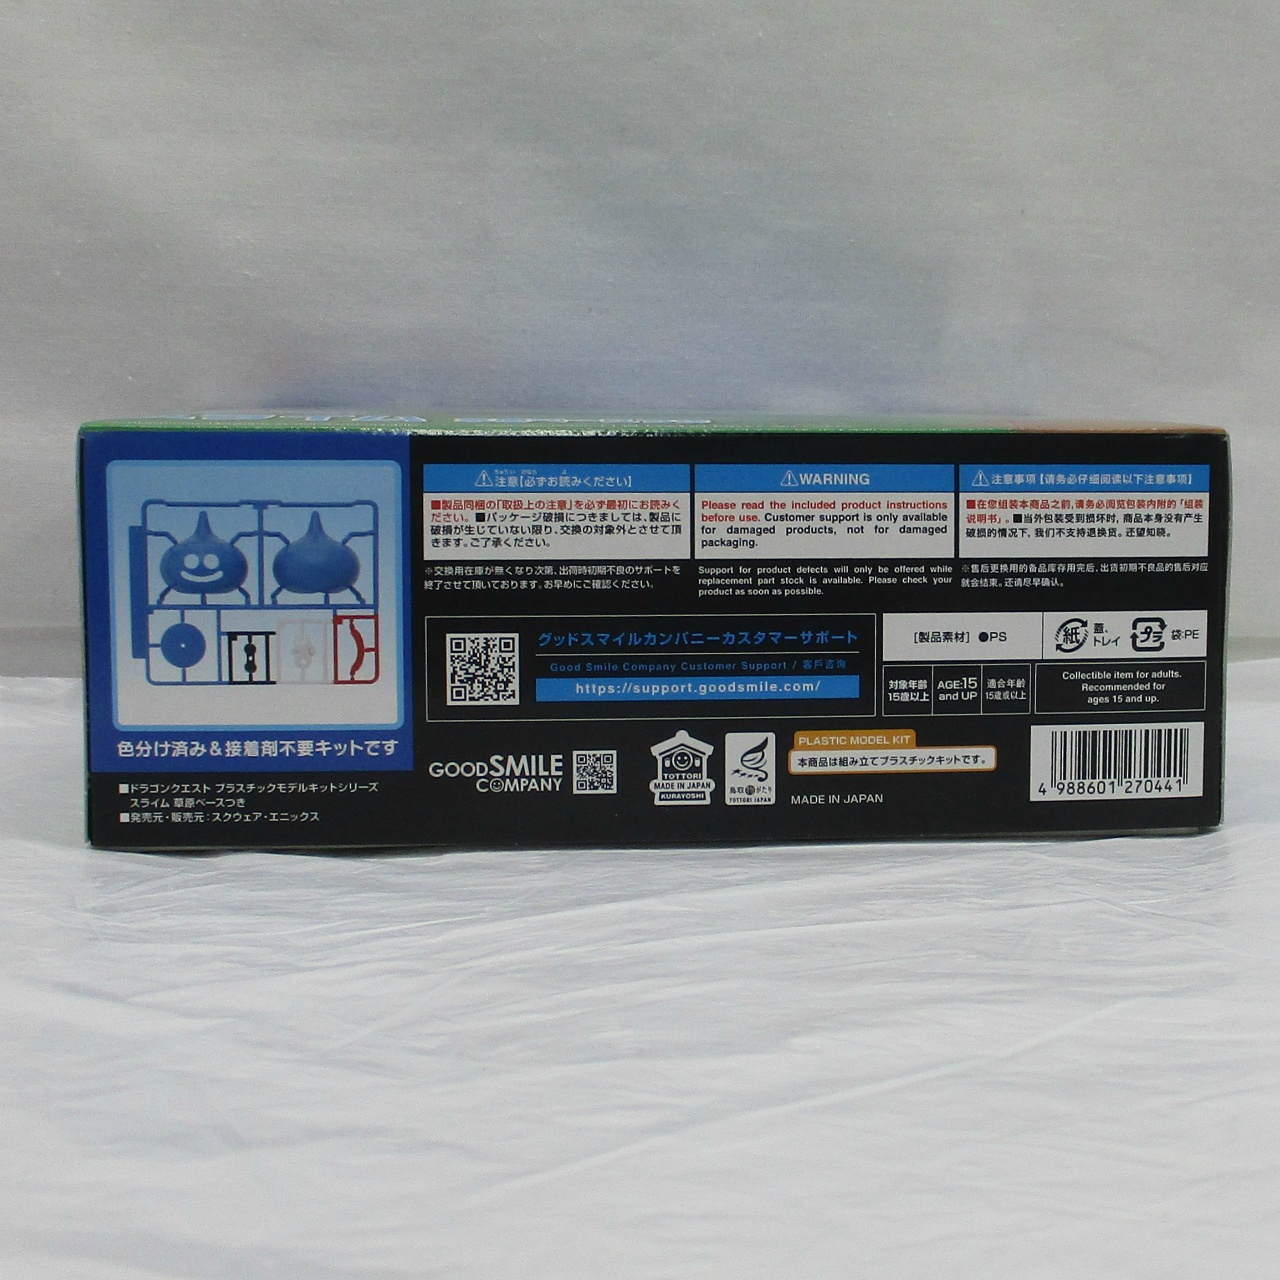 ちゅうい かなら よ
注意【必ずお読みください】
■製品同梱の「取扱上の注意」を必ず最初にお読みく
ださい。■パッケージ破損につきましては、製品に
破損が生じていない限り、交換の対象外とさせて頂
きます。ご了承ください。
※交換用在庫が無くなり次第、出荷時初期不良のサポートを
終了させて頂いております。お早めにご確認ください。
WARNING
Please read the included product instructions
before use. Customer support is only available
for damaged products, not for damaged
packaging.
Support for product defects will only be offered while
replacement part stock is available. Please check your
product as soon as possible.
注意事项【请务必仔细阅读以下注意事项】
■在您组装本商品之前,请务必阅览包装内附的「组装
说明书」。■当外包装受到损坏时,商品本身没有产生
破损的情况下,我们不支持退换货。还望知晓。
※售后更换用的备品库存用完后,出货初期不良品的售后对应
就会结束。还请尽早确认。
色分け済み&接着剤不要キットです
■ドラゴンクエスト プラスチックモデルキットシリーズ
スライム 草原ベースつき
■発売元・販売元:スクウェア・エニックス
グッドスマイルカンパニーカスタマーサポート
Good Smile Company Customer Support / 客戶咨询
https://support.goodsmile.com/
[製品素材] ●PS
紙
蓋、
トレイ
プラ
袋:PE
対象年齢
15歳以上
AGE:15
and UP
适合年龄
15歳或以上
Collectible item for adults.
Recommended for
ages 15 and up.
GOOD SMILE
COMPANY
TOTTORI
MADE IN JAPAN
KURAYOSHI
鳥取物がたり
TOTTORI JAPAN
PLASTIC MODEL KIT
本商品は組み立てプラスチックキットです。
MADE IN JAPAN
4 988601 270441